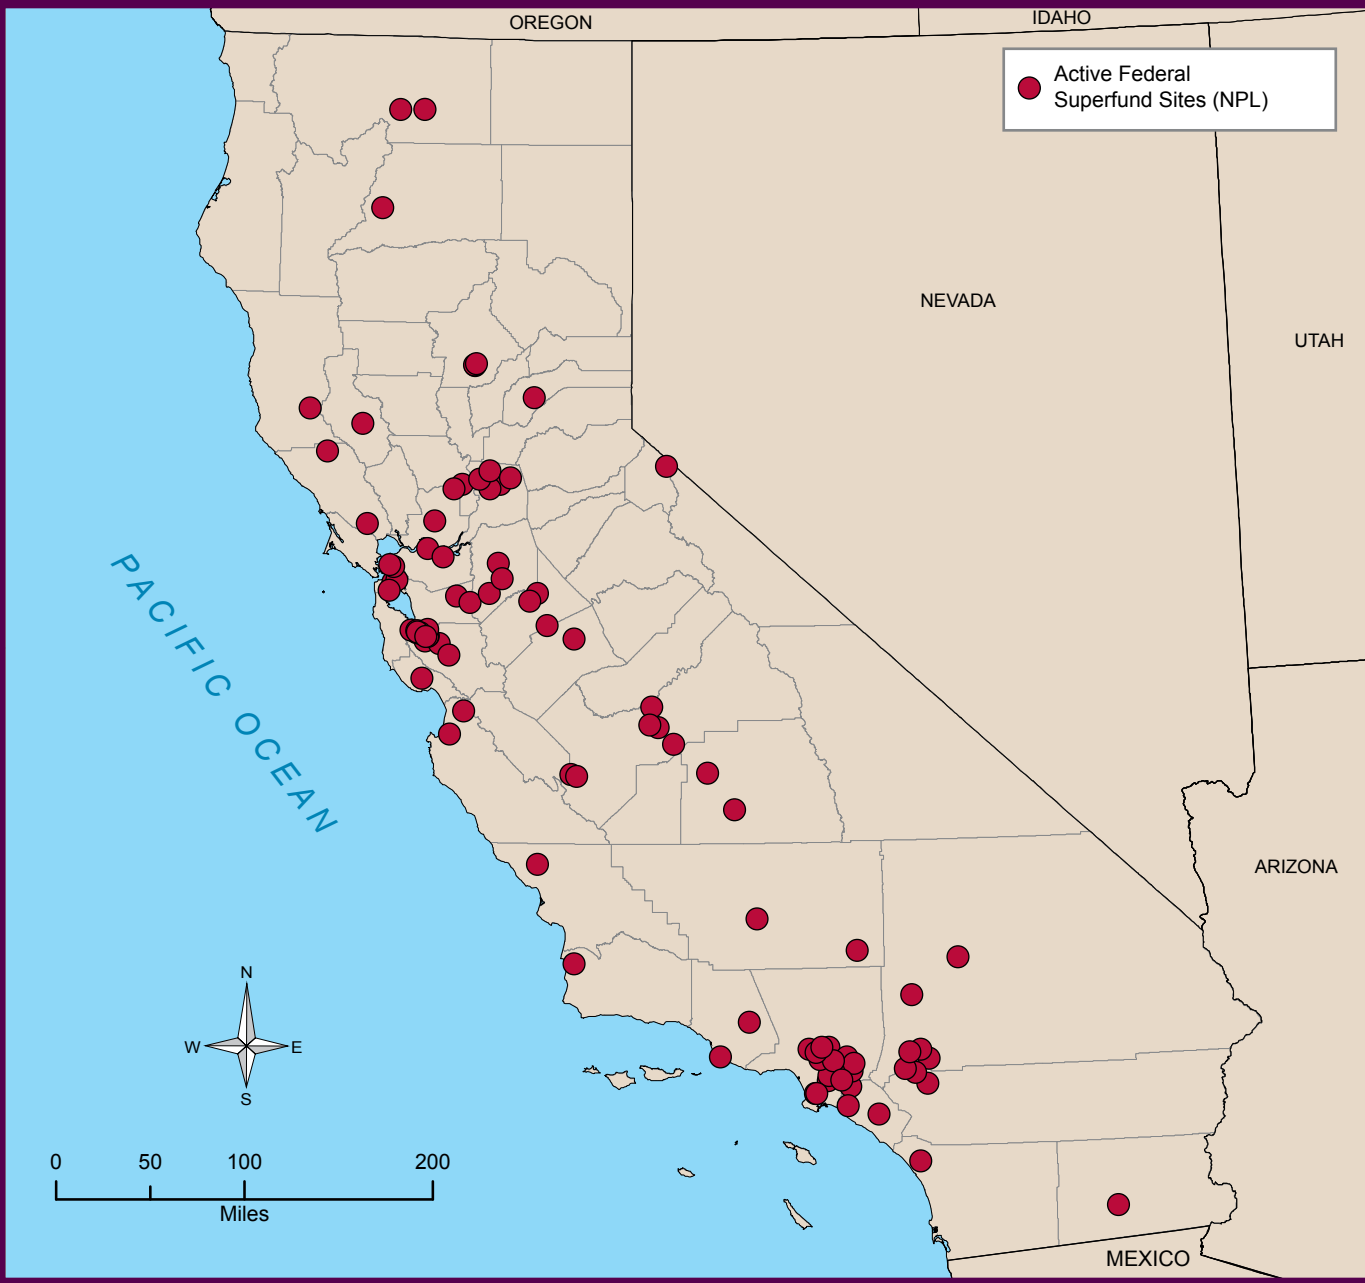 OREGON
IDAHO
Active Federal
Superfund Sites (NPL)
NEVADA
UTAH
PACIFIC OCEAN
ARIZONA
N
W
E
S
0 50 100 200
Miles
MEXICO